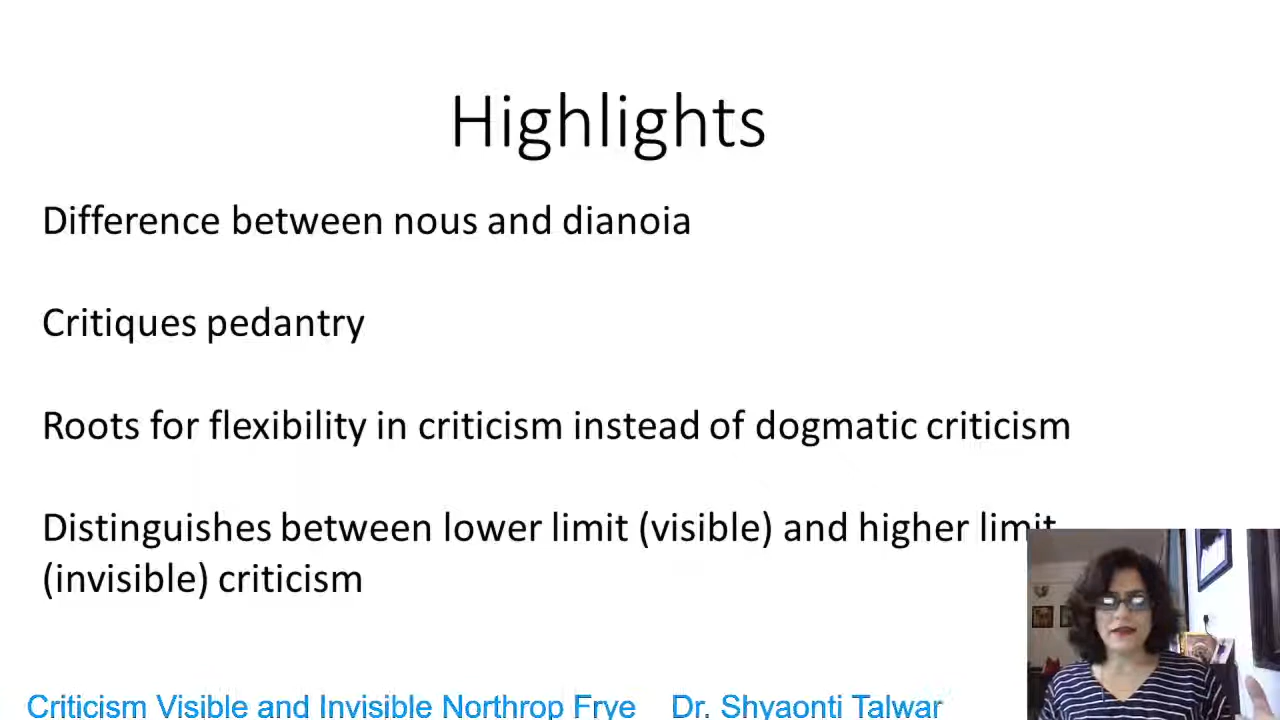 Highlights
Difference between nous and dianoia
Critiques pedantry
Roots for flexibility in criticism instead of dogmatic criticism
Distinguishes between lower limit (visible) and higher limit
(invisible) criticism
Criticism Visible and Invisible Northrop Frye Dr. Shyaonti Talwar